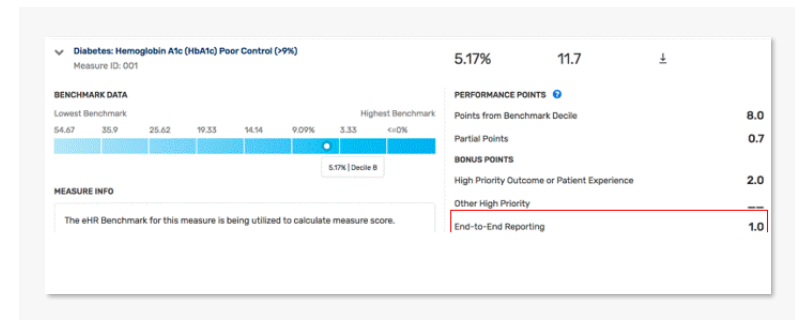 Diabetes: Hemoglobin A1c (HbA1c) Poor Control (>9%)
Measure ID: 001
5.17% 11.7
BENCHMARK DATA
Lowest Benchmark Highest Benchmark
54.67 35.9 25.62 19.33 14.14 9.09% 3.33 <=0%
5.17% | Decile 8
MEASURE INFO
The eHR Benchmark for this measure is being utilized to calculate measure score.
PERFORMANCE POINTS ?
Points from Benchmark Decile 8.0
Partial Points 0.7
BONUS POINTS
High Priority Outcome or Patient Experience 2.0
Other High Priority __
End-to-End Reporting 1.0